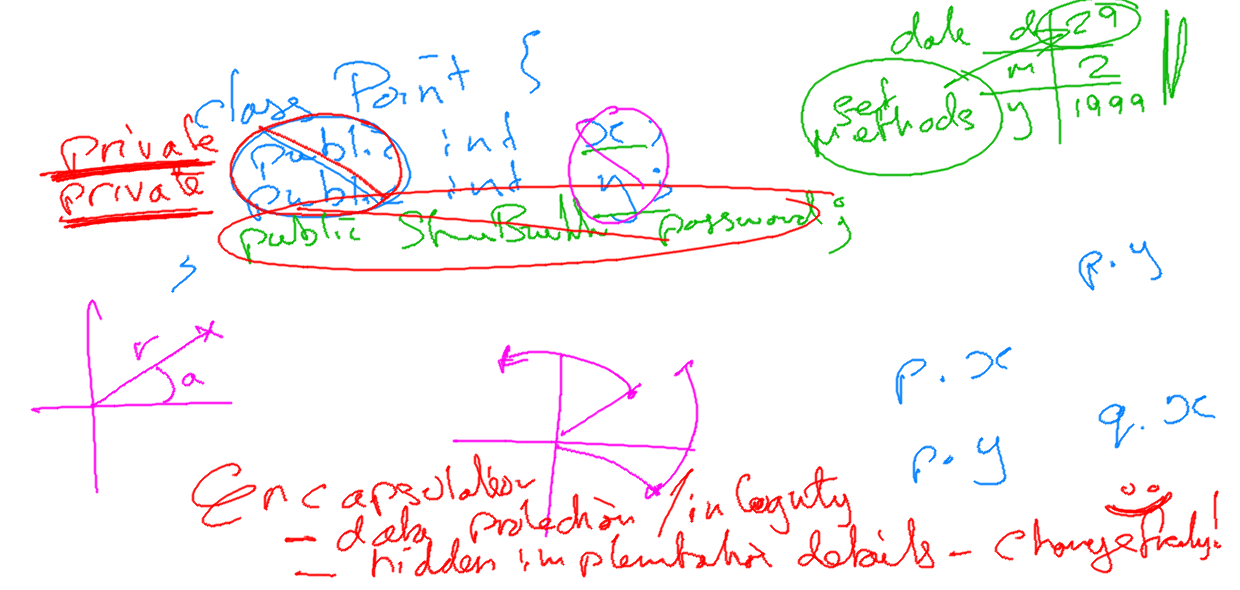 date d 29
m 2
y 1999
set methods
class Point {
private public int x;
private public int y;
public StringBuilder password;
}
p.y
r
a
p.x
q.x
p.y
Encapsulation
- data protection / integrity
- hidden implementation details - change freely!